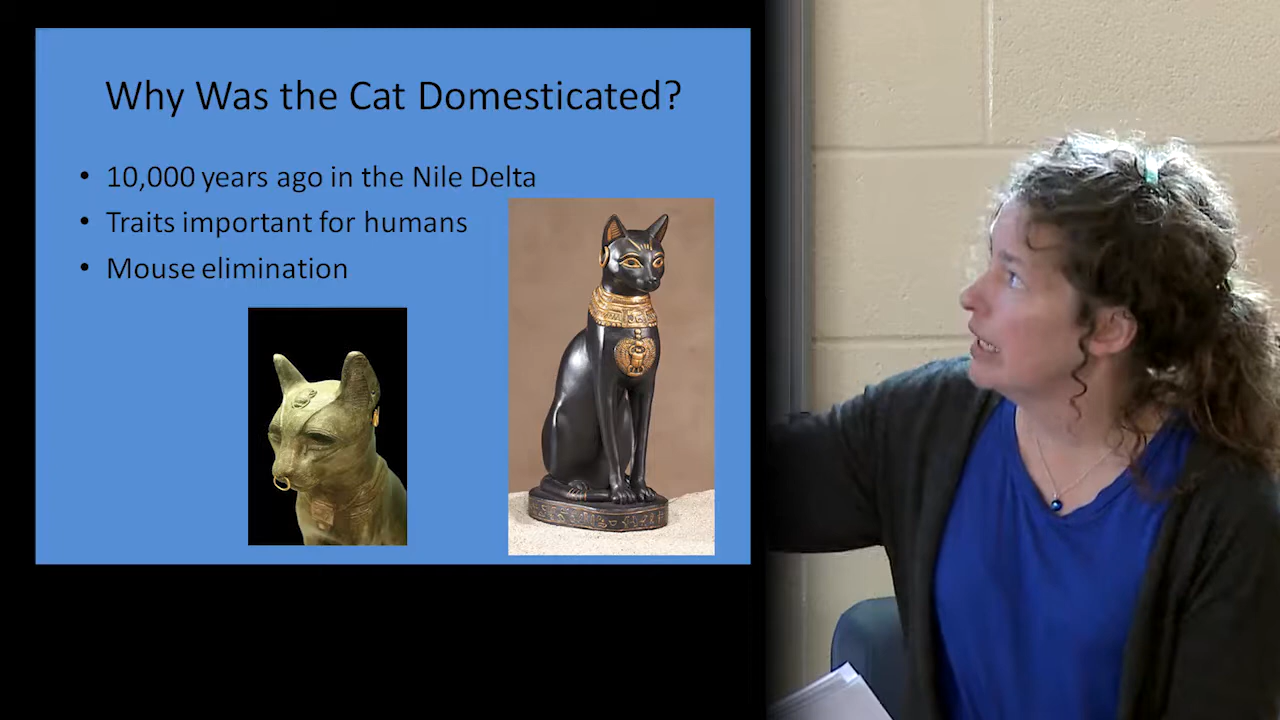 Why Was the Cat Domesticated?
• 10,000 years ago in the Nile Delta
• Traits important for humans
• Mouse elimination